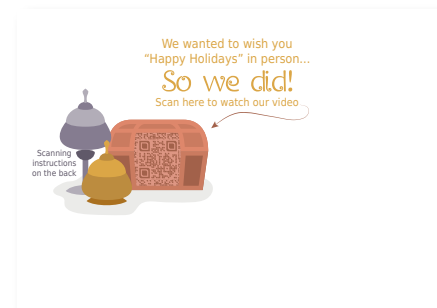 We wanted to wish you
“Happy Holidays” in person...
So we did!
Scan here to watch our video
Scanning
instructions
on the back